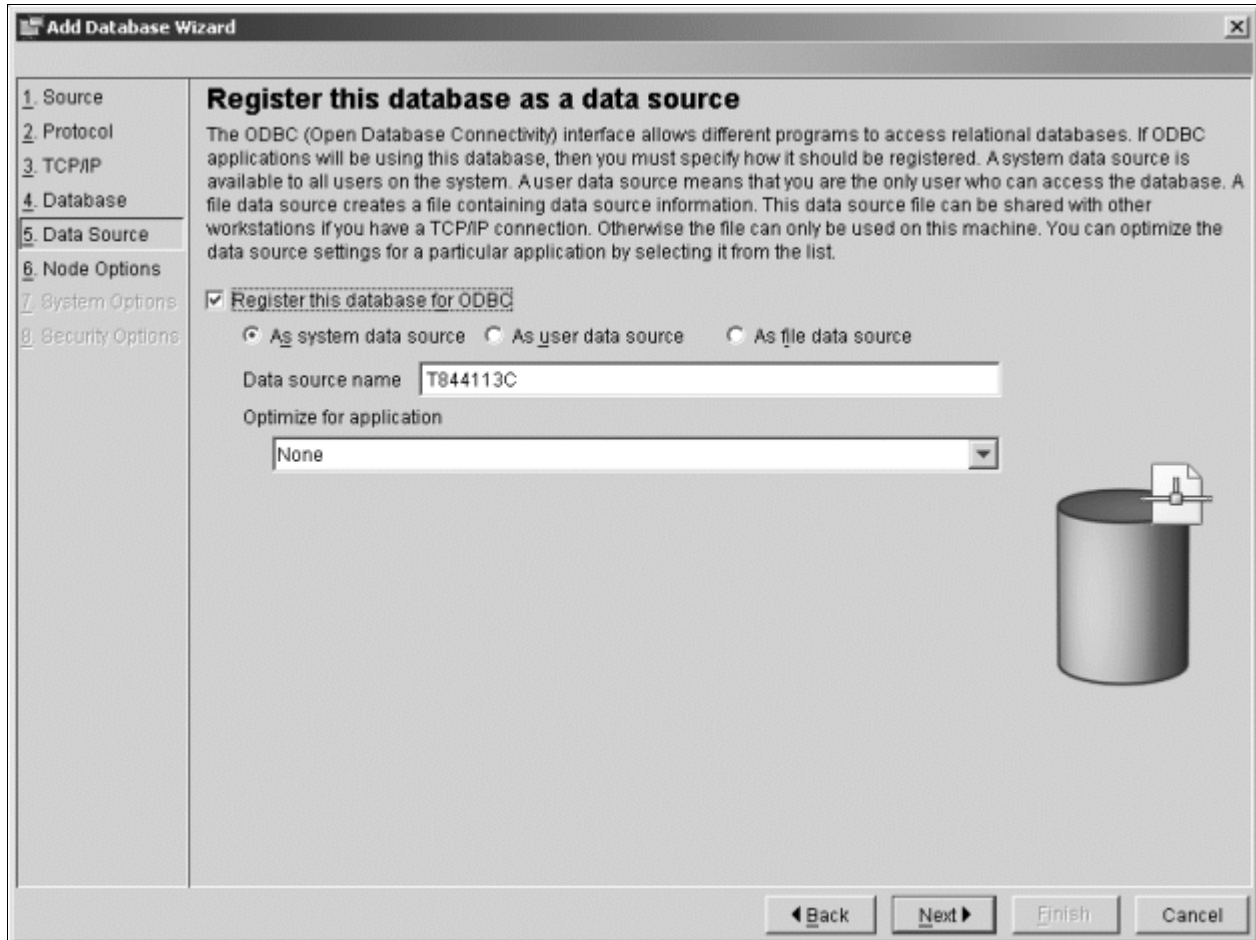 Add Database Wizard
1. Source
2. Protocol
3. TCP/IP
4. Database
5. Data Source
6. Node Options
7. System Options
8. Security Options
Register this database as a data source
The ODBC (Open Database Connectivity) interface allows different programs to access relational databases. If ODBC
applications will be using this database, then you must specify how it should be registered. A system data source is
available to all users on the system. A user data source means that you are the only user who can access the database. A
file data source creates a file containing data source information. This data source file can be shared with other
workstations if you have a TCP/IP connection. Otherwise the file can only be used on this machine. You can optimize the
data source settings for a particular application by selecting it from the list.
Register this database for ODBC
As system data source As user data source As file data source
Data source name T844113C
Optimize for application
None
Back Next Finish Cancel